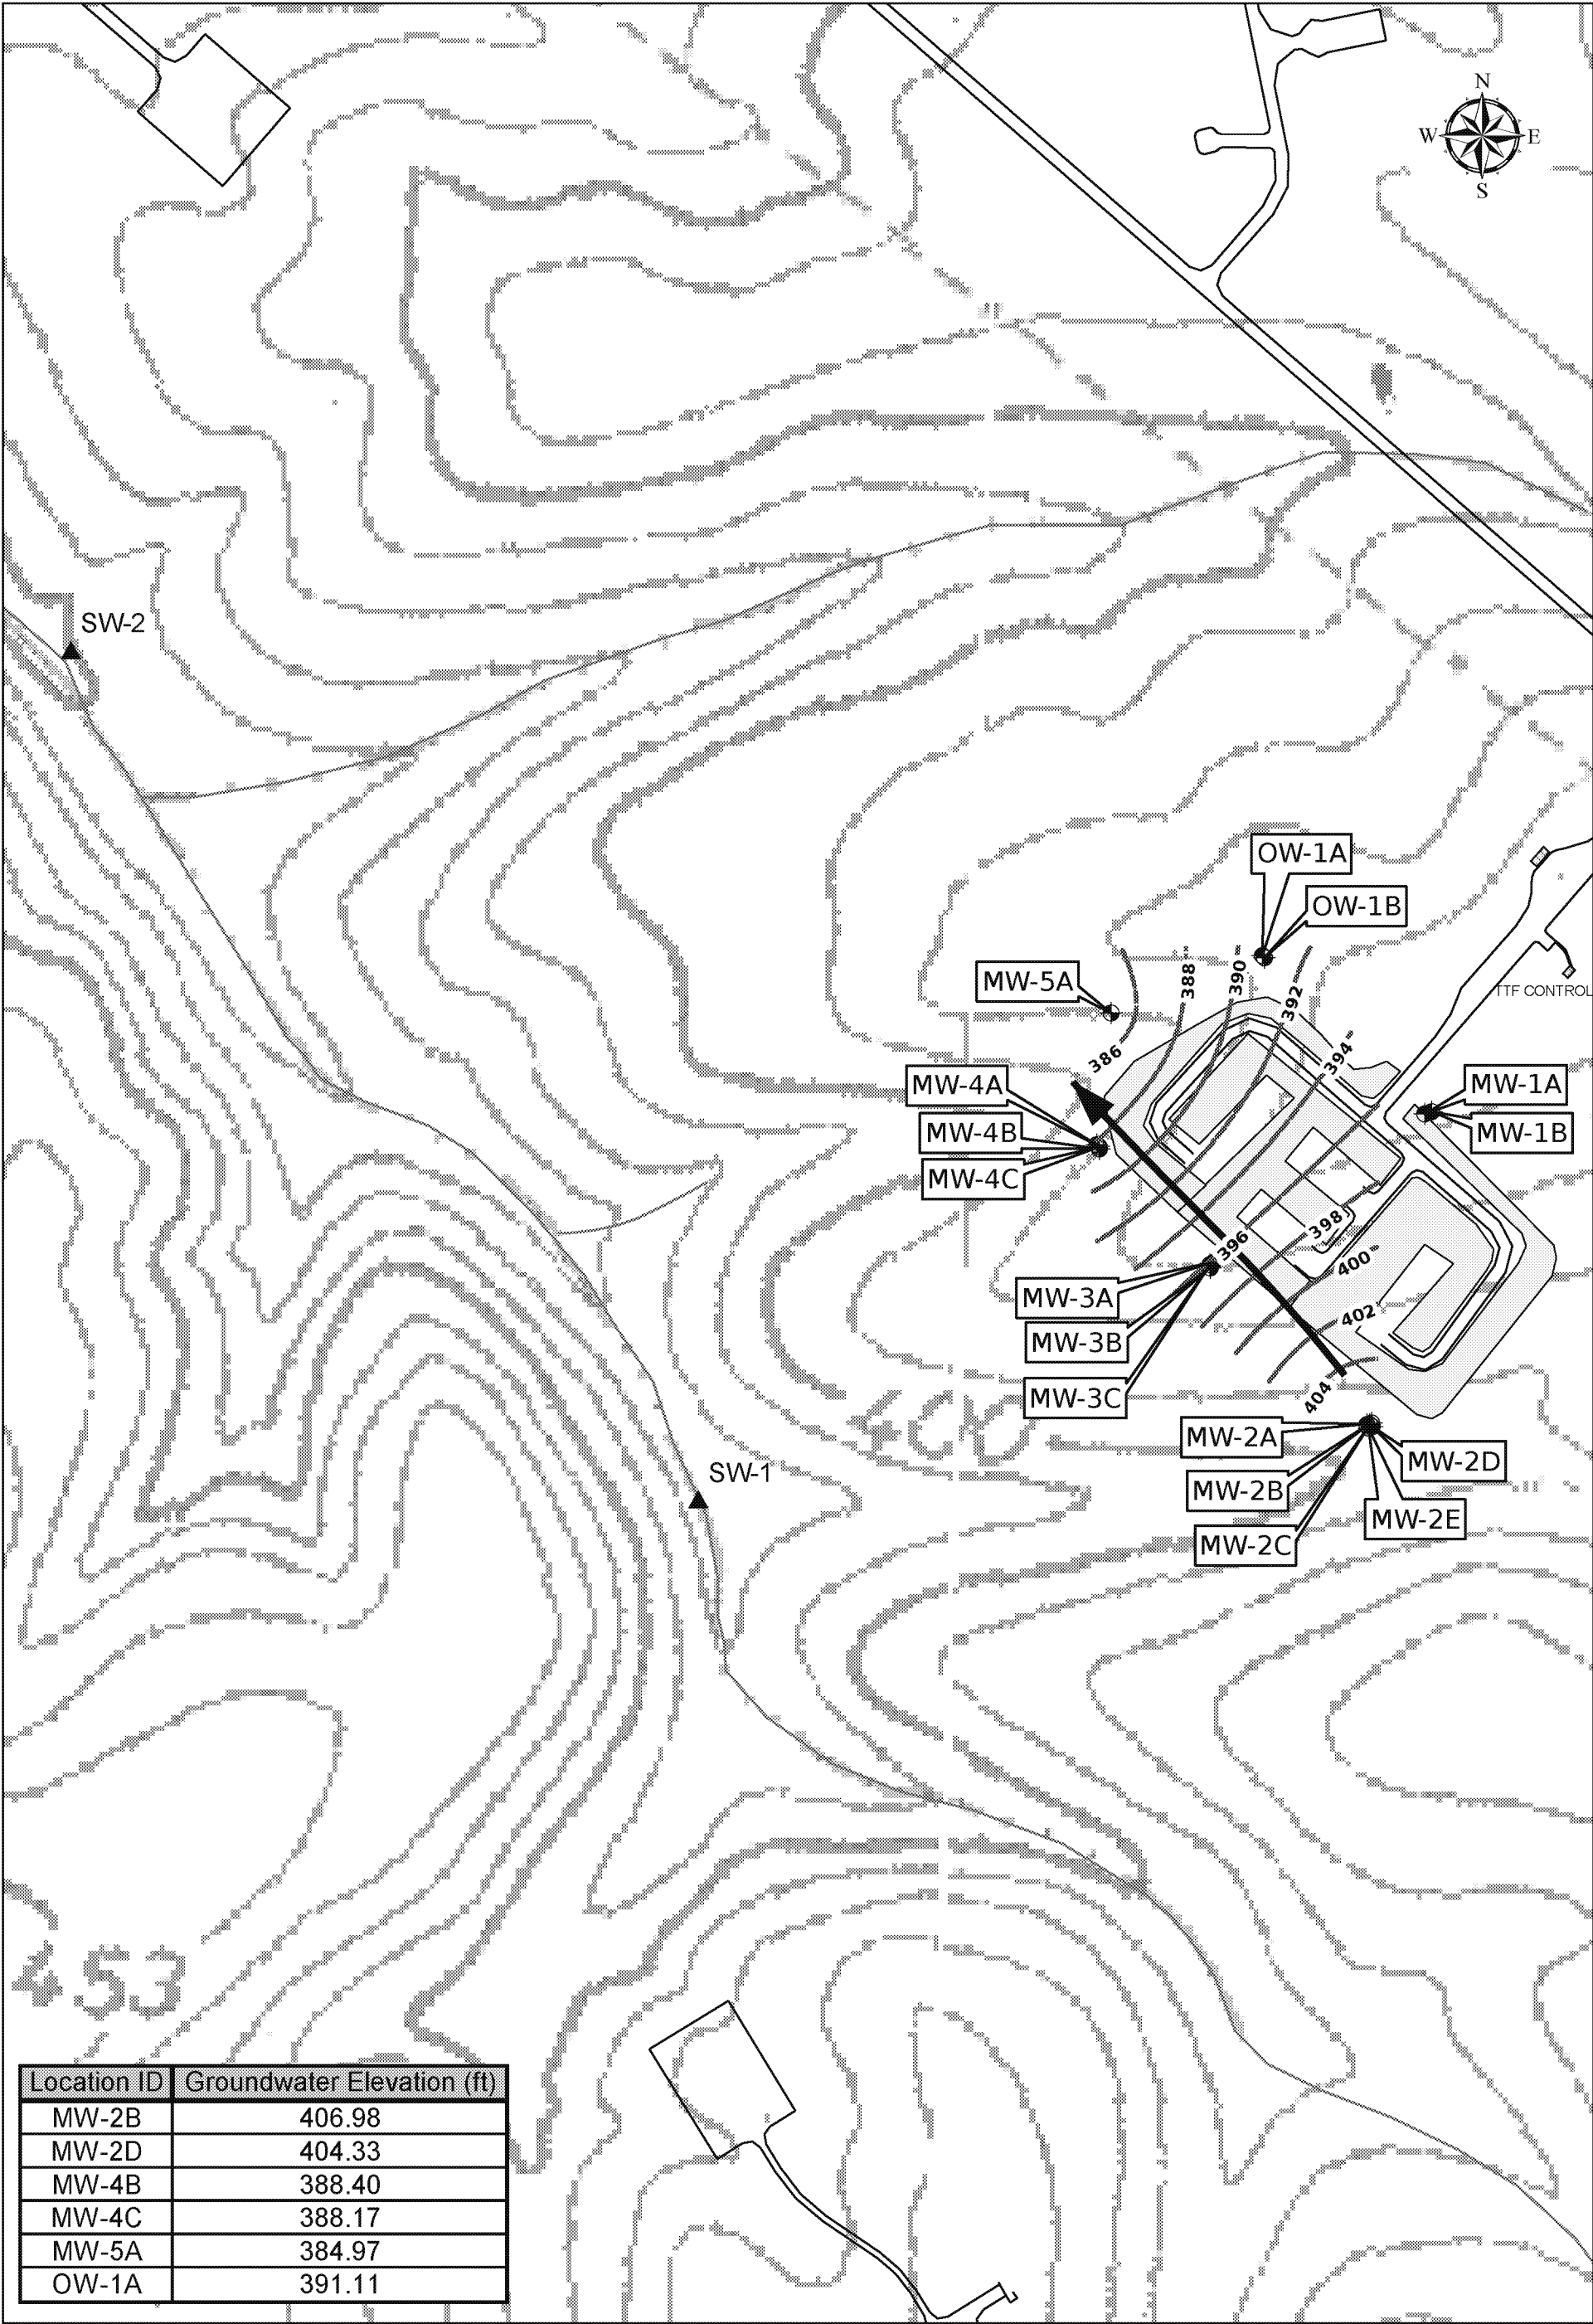 N
W E
S
SW-2
OW-1A
OW-1B
MW-5A
388
390
392
TTF CONTROL
386
394
MW-4A
MW-1A
MW-4B
MW-1B
MW-4C
396
398
400
MW-3A
402
MW-3B
MW-3C
404
400
MW-2A
MW-2D
SW-1
MW-2B
MW-2E
MW-2C
453
Location ID Groundwater Elevation (ft)
MW-2B 406.98
MW-2D 404.33
MW-4B 388.40
MW-4C 388.17
MW-5A 384.97
OW-1A 391.11